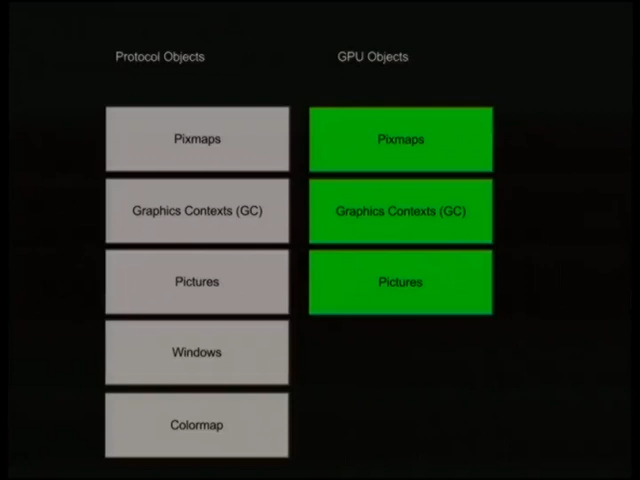 Protocol Objects
GPU Objects
Pixmaps
Pixmaps
Graphics Contexts (GC)
Graphics Contexts (GC)
Pictures
Pictures
Windows
Colormap